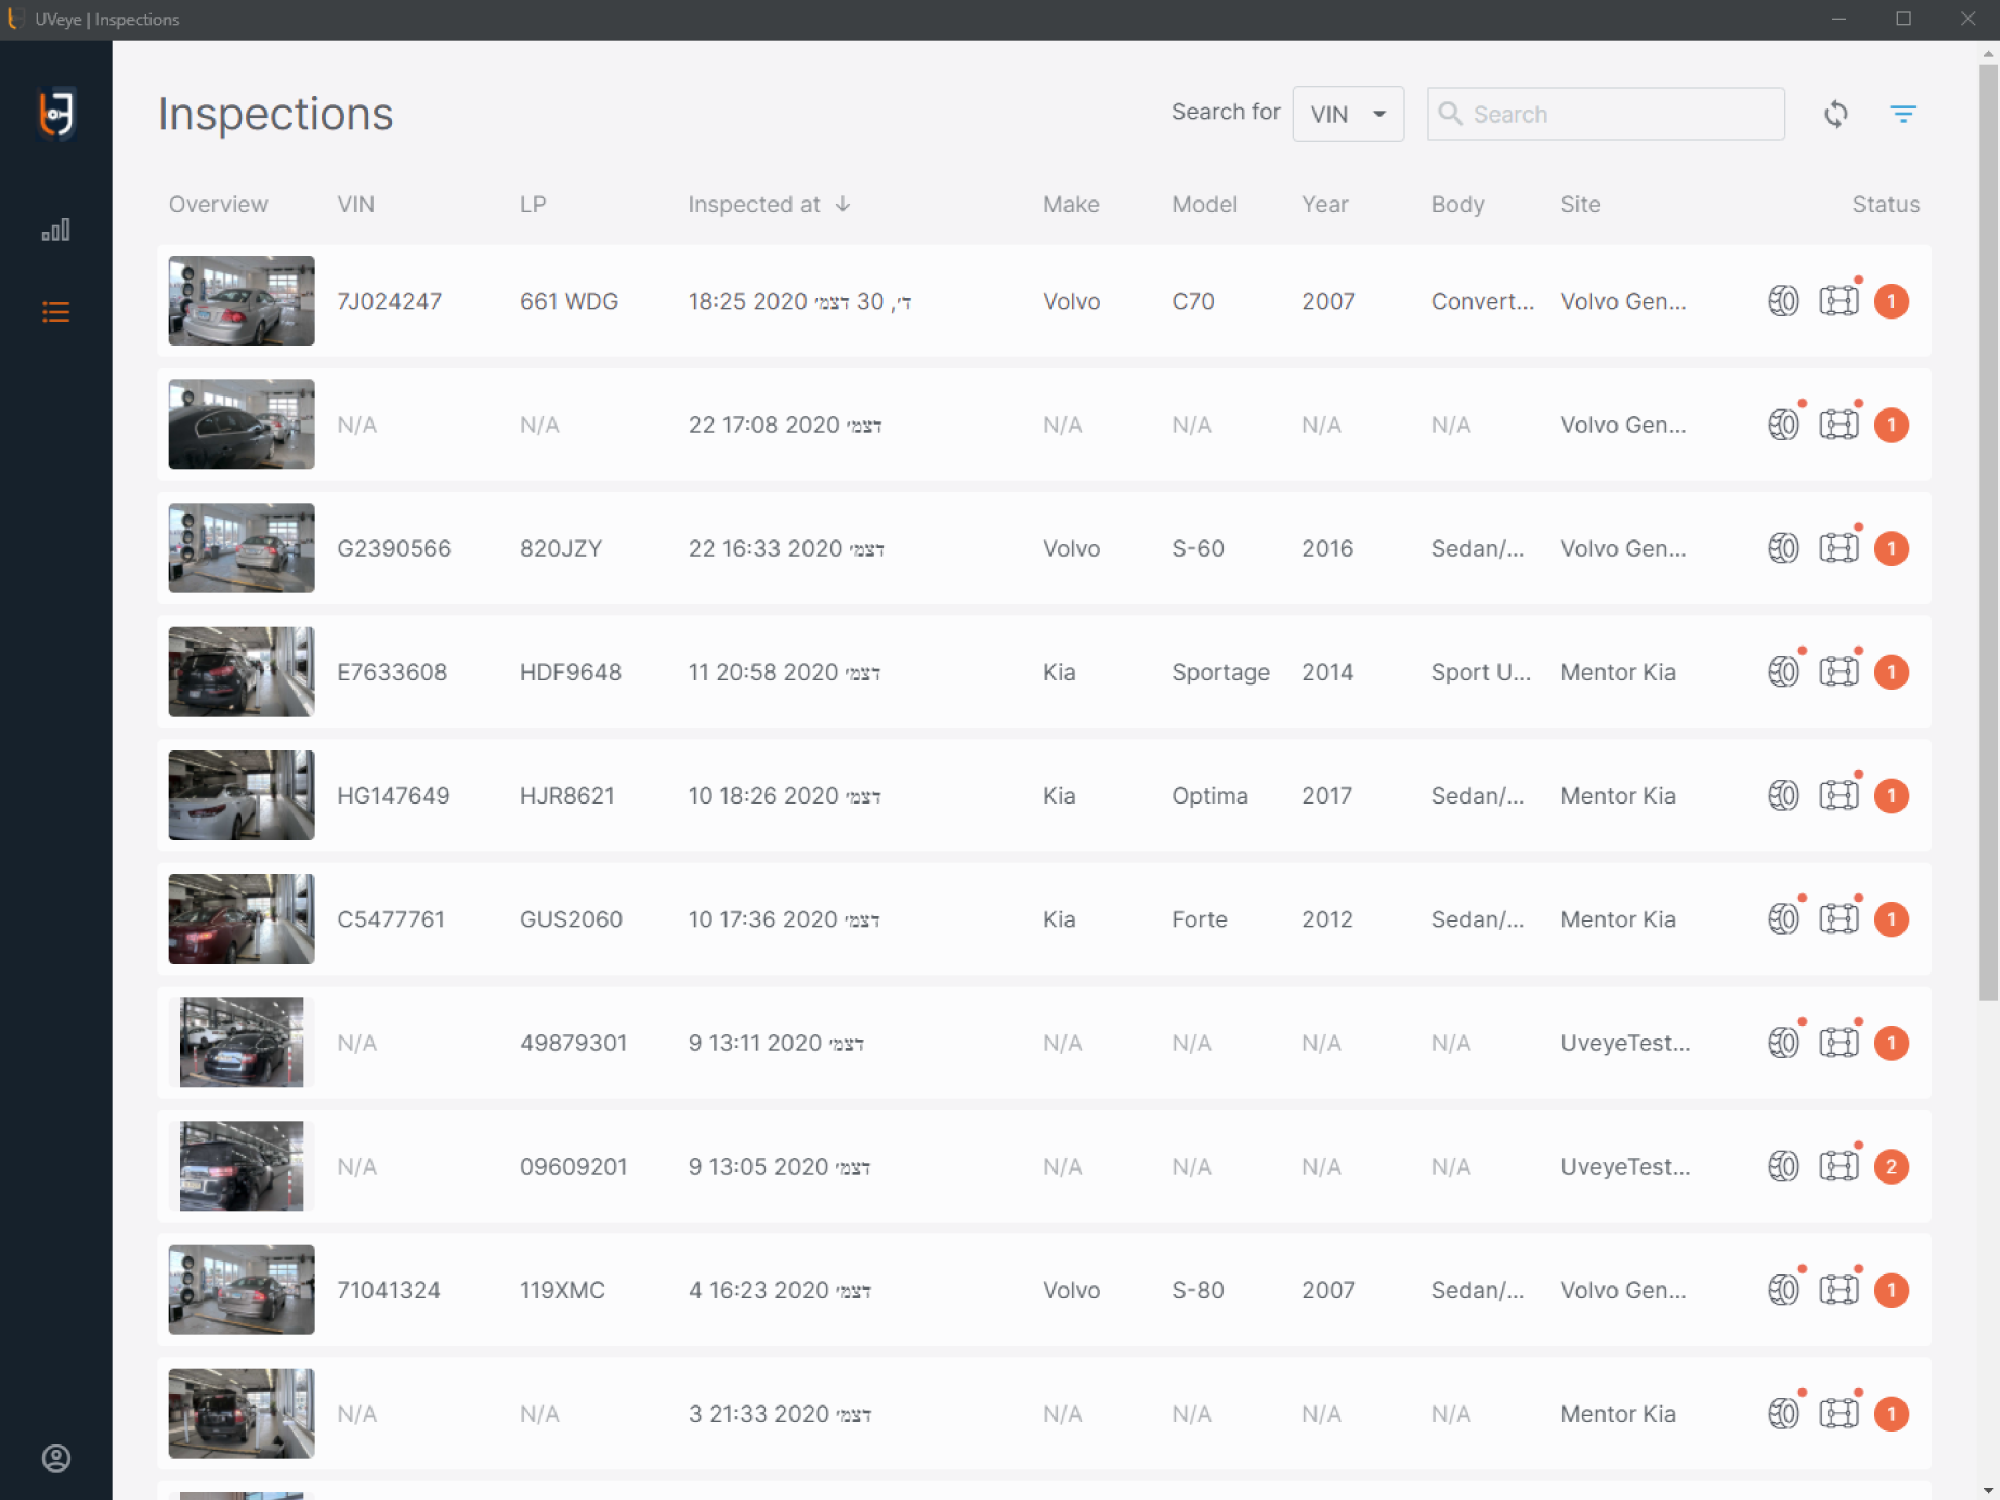 UVeye | Inspections
Inspections
Search for VIN Search
Overview VIN LP Inspected at Make Model Year Body Site Status
7J024247 661 WDG 18:25 2020 ד׳, 30 דצמ׳ Volvo C70 2007 Convert... Volvo Gen... 1
N/A N/A 22 17:08 2020 דצמ׳ N/A N/A N/A N/A Volvo Gen... 1
G2390566 820JZY 22 16:33 2020 דצמ׳ Volvo S-60 2016 Sedan/... Volvo Gen... 1
E7633608 HDF9648 11 20:58 2020 דצמ׳ Kia Sportage 2014 Sport U... Mentor Kia 1
HG147649 HJR8621 10 18:26 2020 דצמ׳ Kia Optima 2017 Sedan/... Mentor Kia 1
C5477761 GUS2060 10 17:36 2020 דצמ׳ Kia Forte 2012 Sedan/... Mentor Kia 1
N/A 49879301 9 13:11 2020 דצמ׳ N/A N/A N/A N/A UveyeTest... 1
N/A 09609201 9 13:05 2020 דצמ׳ N/A N/A N/A N/A UveyeTest... 2
71041324 119XMC 4 16:23 2020 דצמ׳ Volvo S-80 2007 Sedan/... Volvo Gen... 1
N/A N/A 3 21:33 2020 דצמ׳ N/A N/A N/A N/A Mentor Kia 1